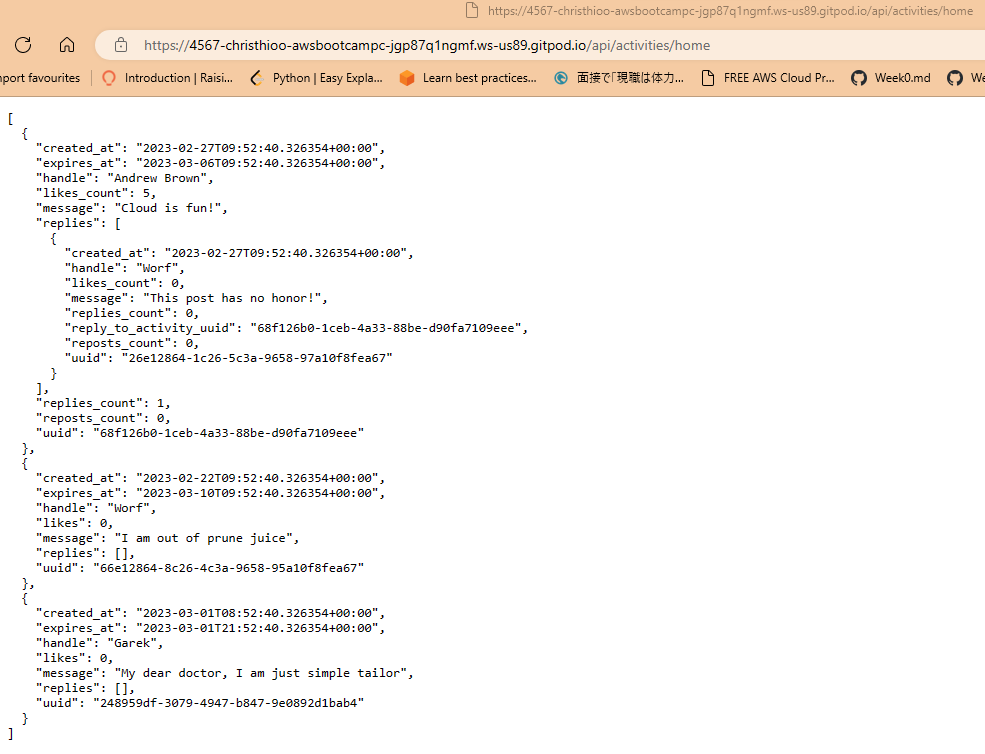 https://4567-christhioo-awsbootcampc-jgp87q1ngmf.ws-us89.gitpod.io/api/activities/home
https://4567-christhioo-awsbootcampc-jgp87q1ngmf.ws-us89.gitpod.io/api/activities/home
nport favourites Introduction | Raisi... Python | Easy Expla... Learn best practices... 面接で「現職は体力... FREE AWS Cloud Pr... Week0.md We
[
{
"created_at": "2023-02-27T09:52:40.326354+00:00",
"expires_at": "2023-03-06T09:52:40.326354+00:00",
"handle": "Andrew Brown",
"likes_count": 5,
"message": "Cloud is fun!",
"replies": [
{
"created_at": "2023-02-27T09:52:40.326354+00:00",
"handle": "Worf",
"likes_count": 0,
"message": "This post has no honor!",
"replies_count": 0,
"reply_to_activity_uuid": "68f126b0-1ceb-4a33-88be-d90fa7109eee",
"reposts_count": 0,
"uuid": "26e12864-1c26-5c3a-9658-97a10f8fea67"
}
],
"replies_count": 1,
"reposts_count": 0,
"uuid": "68f126b0-1ceb-4a33-88be-d90fa7109eee"
},
{
"created_at": "2023-02-22T09:52:40.326354+00:00",
"expires_at": "2023-03-10T09:52:40.326354+00:00",
"handle": "Worf",
"likes": 0,
"message": "I am out of prune juice",
"replies": [],
"uuid": "66e12864-8c26-4c3a-9658-95a10f8fea67"
},
{
"created_at": "2023-03-01T08:52:40.326354+00:00",
"expires_at": "2023-03-01T21:52:40.326354+00:00",
"handle": "Garek",
"likes": 0,
"message": "My dear doctor, I am just simple tailor",
"replies": [],
"uuid": "248959df-3079-4947-b847-9e0892d1bab4"
}
]